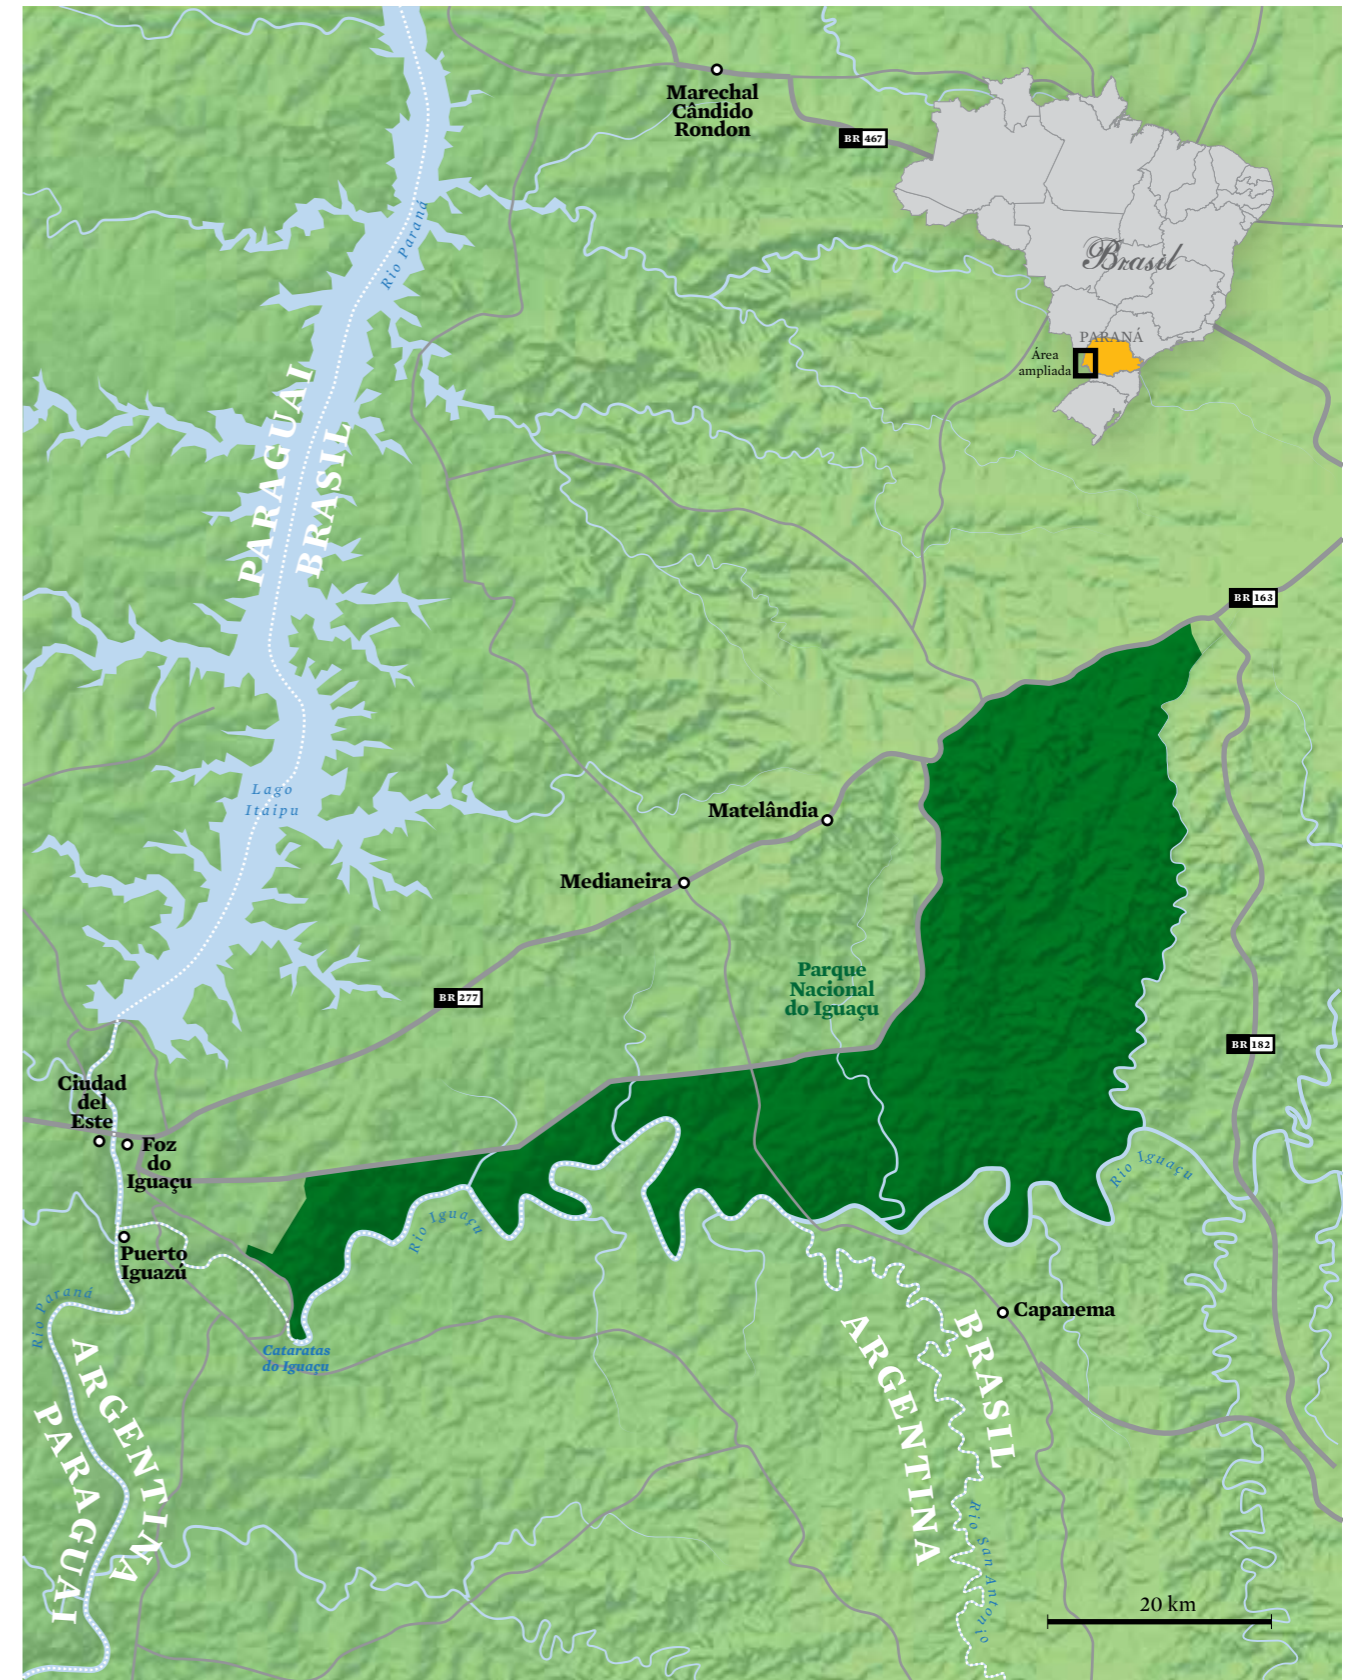 Marechal
Cândido
Rondon
BR 467
Brasil
PARANÁ
Área
ampliada
Rio Paraná
PARAGUAI
BRASIL
BR 163
Lago
Itaipu
Matelândia
Medianeira
Parque
Nacional
do Iguaçu
BR 277
BR 182
Ciudad
del
Este
Foz
do
Iguaçu
Rio Iguaçu
Rio Iguaçu
Puerto
Iguazú
Rio Paraná
Cataratas
do Iguaçu
Capanema
ARGENTINA
PARAGUAI
BRASIL
ARGENTINA
Rio San Antonio
20 km